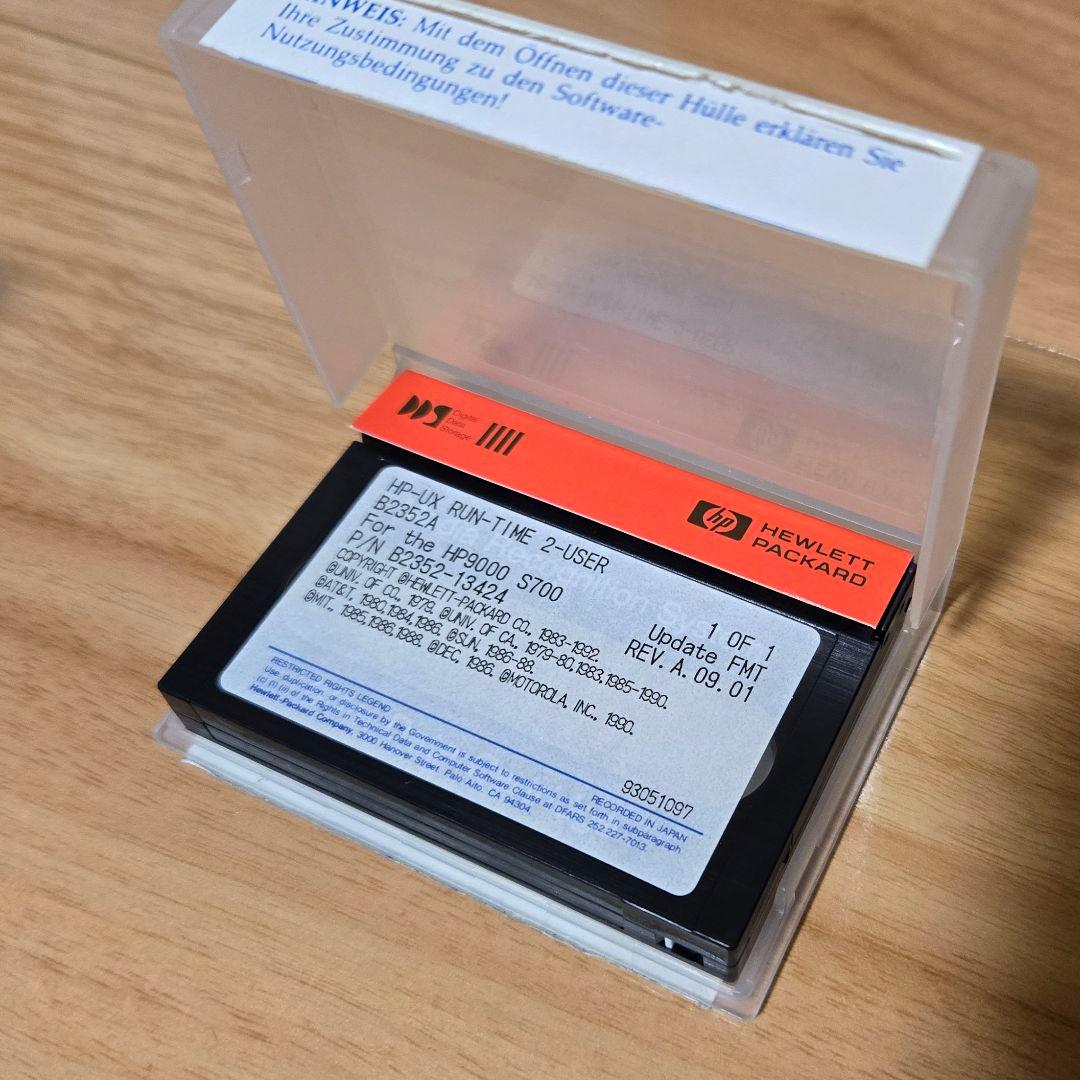 HINWEIS: Mit dem Öffnen dieser Hülle erklären Sie
Ihre Zustimmung zu den Software-
Nutzungsbedingungen!
DDS Digital
Data
Storage
hp HEWLETT
PACKARD
HP-UX RUN-TIME 2-USER
B2352A
For the HP9000 S700
P/N B2352-13424
1 OF 1
Update FMT
REV. A.09.01
COPYRIGHT @HEWLETT-PACKARD CO., 1983-1992.
@UNIV. OF CO., 1979. @UNIV. OF CA., 1979-80,1983,1985-1990.
@AT&T, 1980,1984,1986. @SUN, 1986-88.
@MIT., 1985,1986,1988. @DEC, 1986. @MOTOROLA, INC., 1990.
93051097
RECORDED IN JAPAN
RESTRICTED RIGHTS LEGEND
Use duplication or disclosure by the Government is subject to restrictions as set forth in subparagraph
(c) (1) (ii) of the Rights in Technical Data and Computer Software Clause at DFARS 252.227-7013.
Hewlett-Packard Company, 3000 Hanover Street. Palo Alto. CA 94304